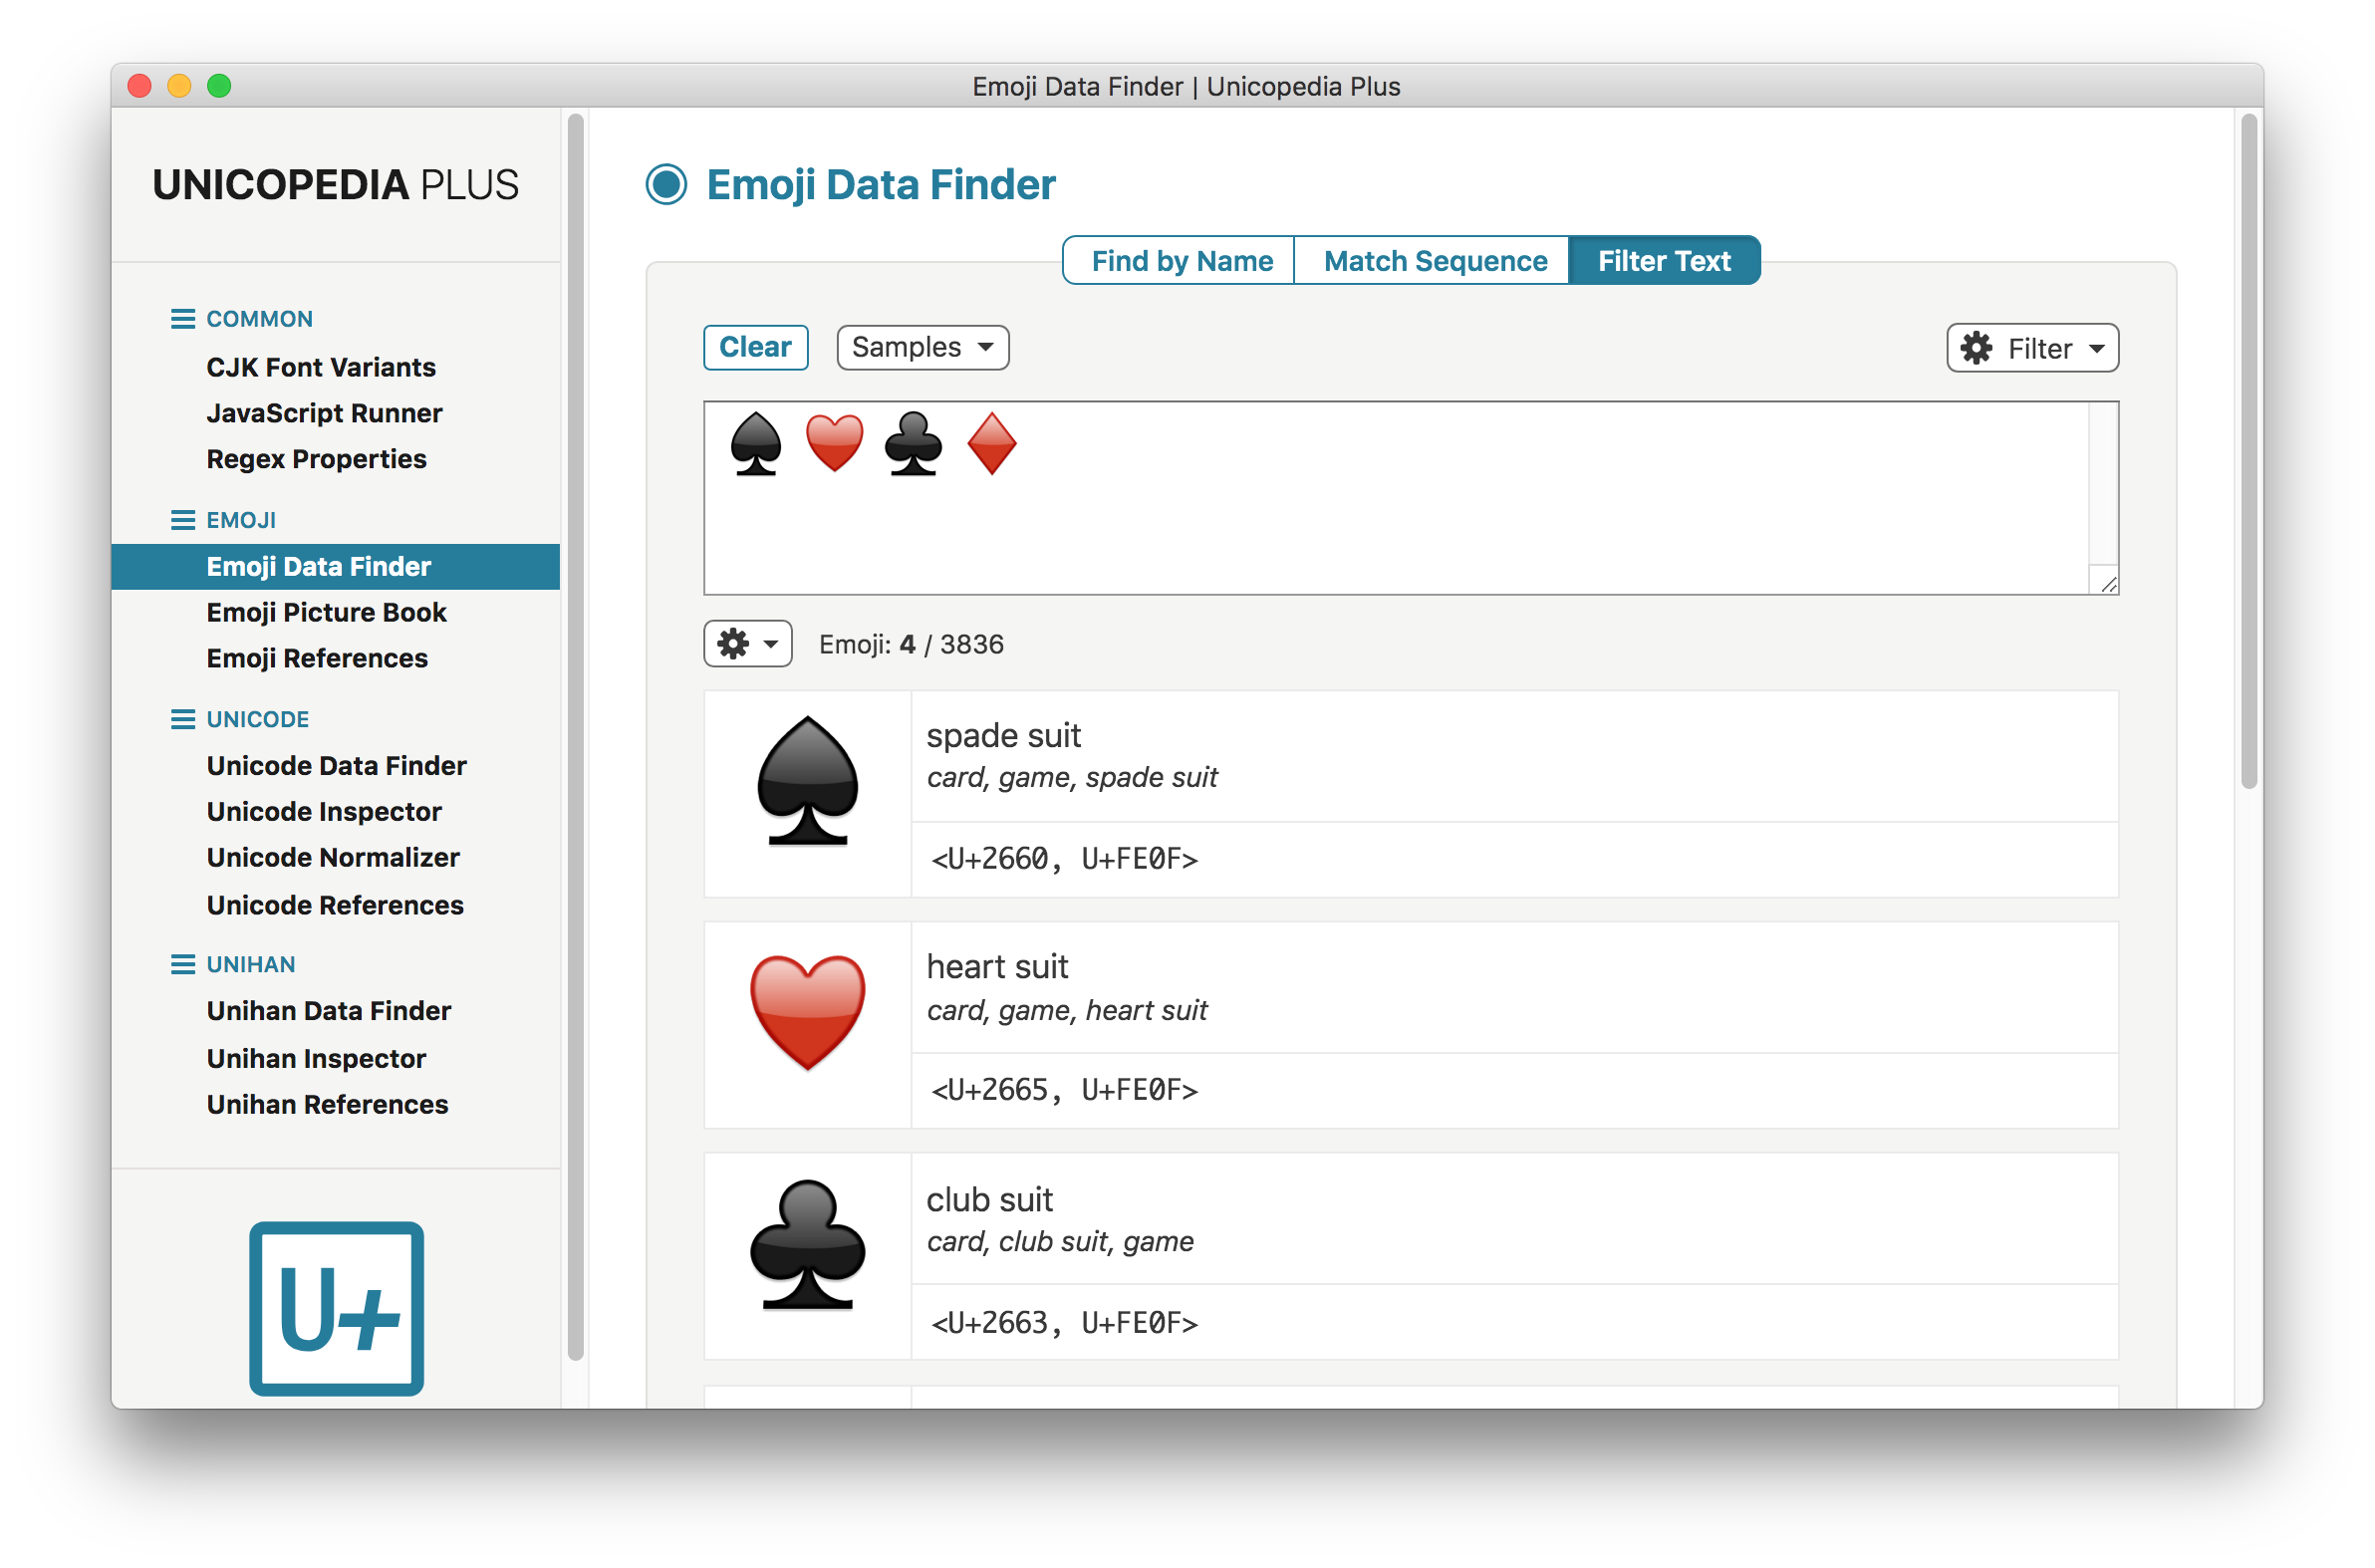 Emoji Data Finder | Unicopedia Plus
UNICOPEDIA PLUS
COMMON
CJK Font Variants
JavaScript Runner
Regex Properties
EMOJI
Emoji Data Finder
Emoji Picture Book
Emoji References
UNICODE
Unicode Data Finder
Unicode Inspector
Unicode Normalizer
Unicode References
UNIHAN
Unihan Data Finder
Unihan Inspector
Unihan References
U+
Emoji Data Finder
Find by Name Match Sequence Filter Text
Clear Samples Filter
♠️ ♥️ ♣️ ♦️
Emoji: 4 / 3836
spade suit
card, game, spade suit
<U+2660, U+FE0F>
heart suit
card, game, heart suit
<U+2665, U+FE0F>
club suit
card, club suit, game
<U+2663, U+FE0F>